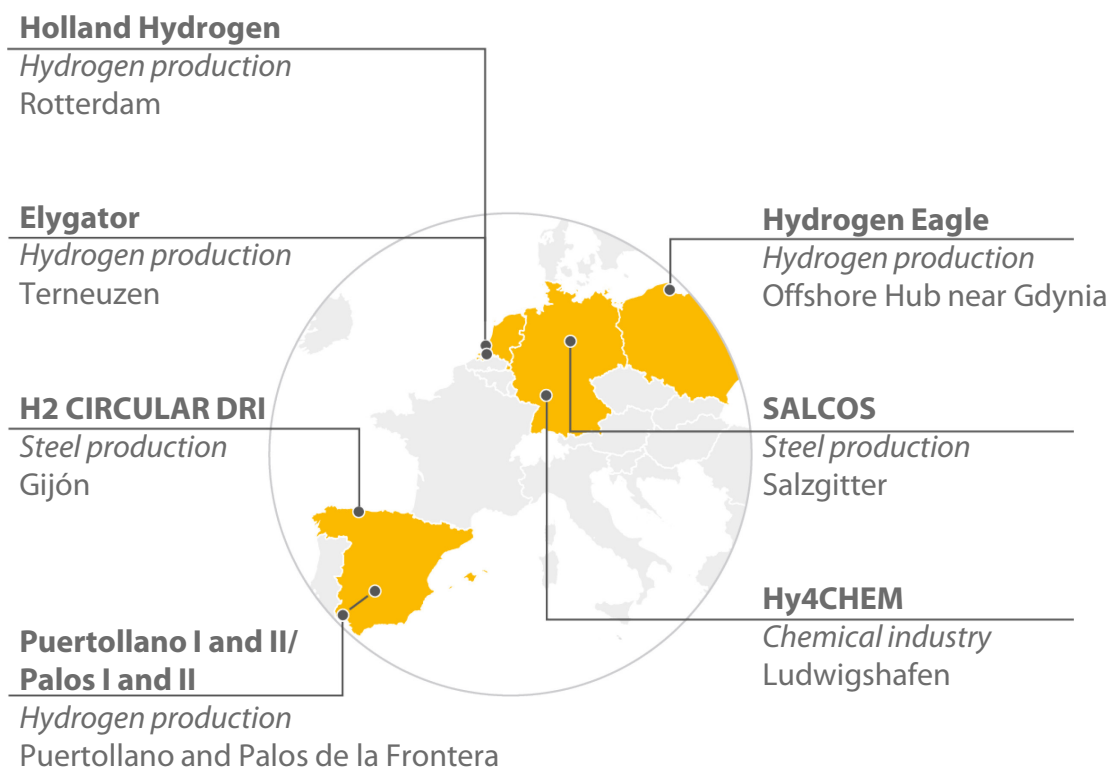 Holland Hydrogen
Hydrogen production
Rotterdam
Elygator
Hydrogen production
Terneuzen
H2 CIRCULAR DRI
Steel production
Gijón
Puertollano I and II/
Palos I and II
Hydrogen production
Puertollano and Palos de la Frontera
Hydrogen Eagle
Hydrogen production
Offshore Hub near Gdynia
SALCOS
Steel production
Salzgitter
Hy4CHEM
Chemical industry
Ludwigshafen